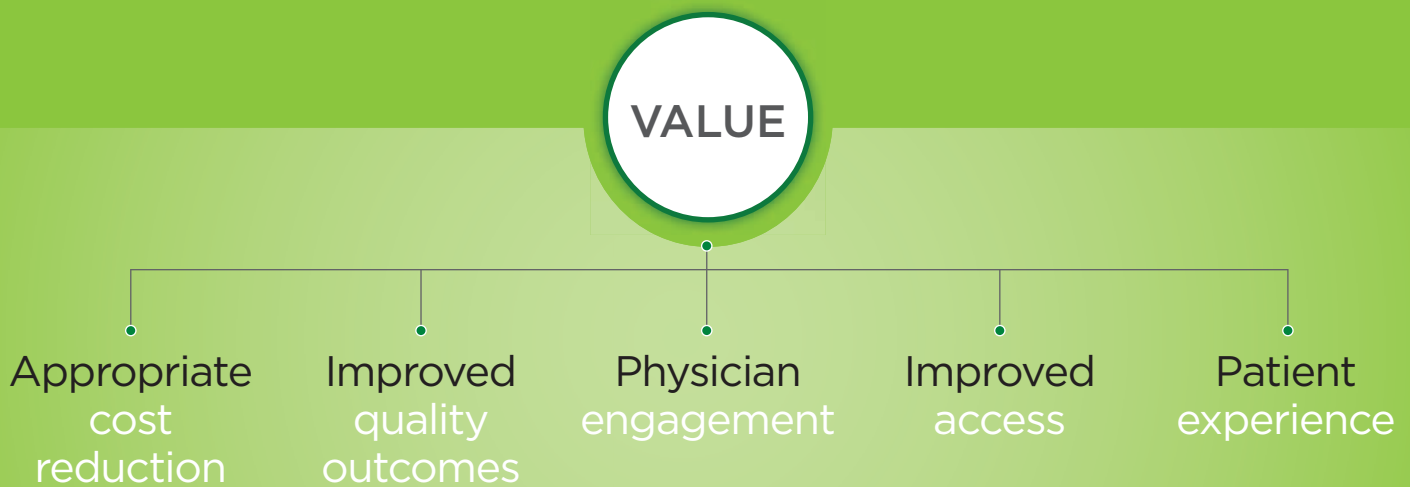 VALUE
Appropriate
cost
reduction
Improved
quality
outcomes
Physician
engagement
Improved
access
Patient
experience